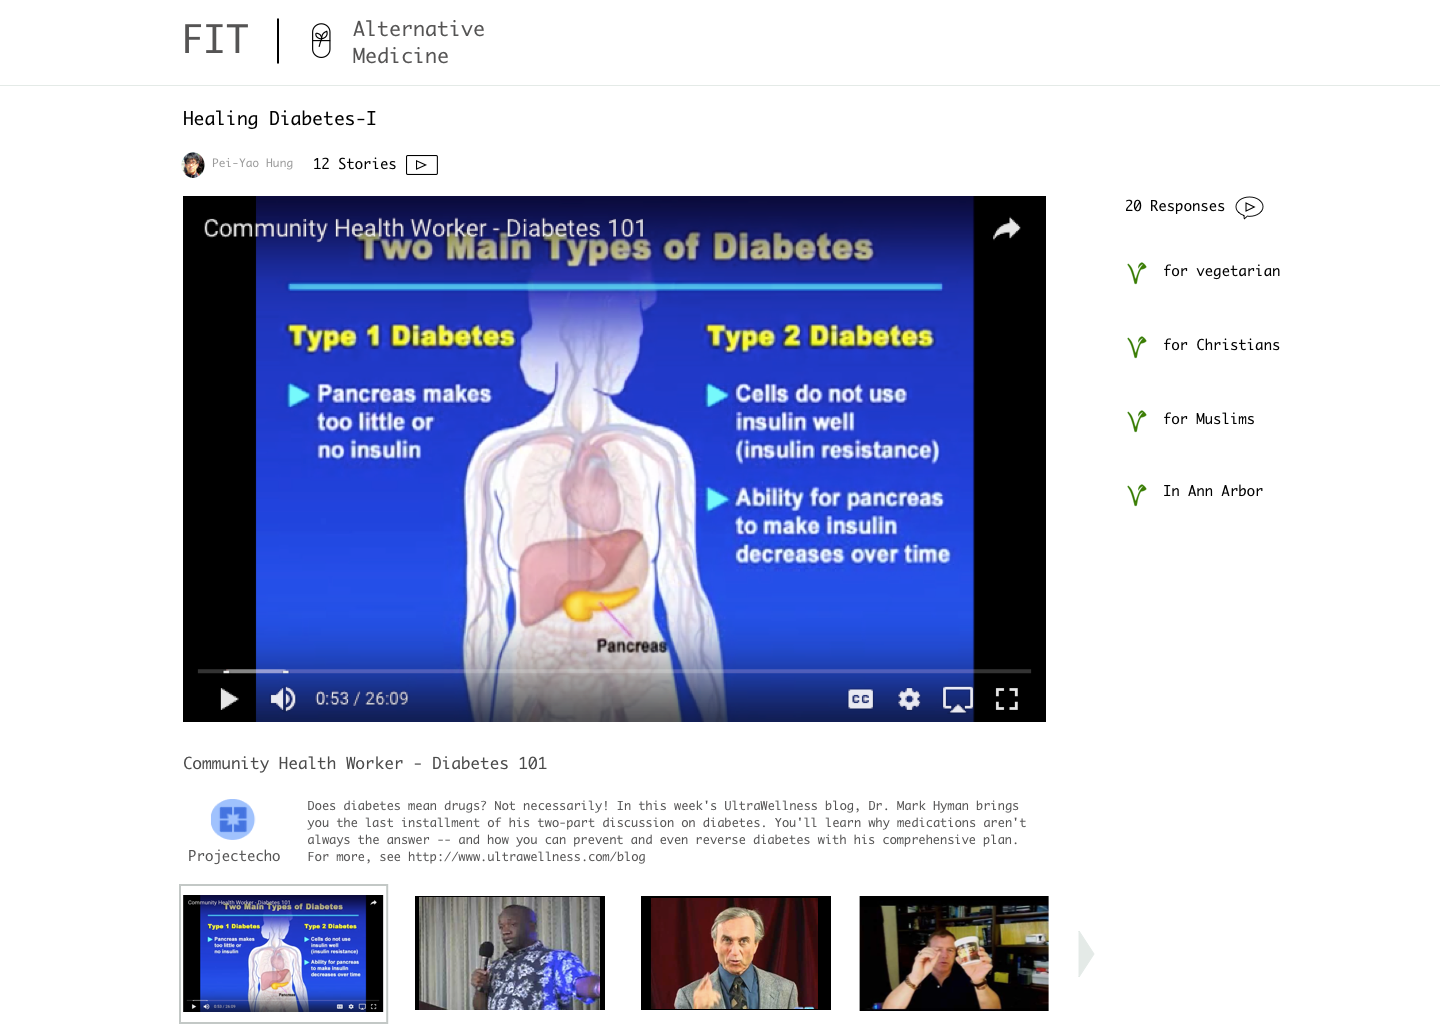 FIT
Alternative
Medicine
Healing Diabetes-I
Pei-Yao Hung
12 Stories
Community Health Worker - Diabetes 101
Two Main Types of Diabetes
Type 1 Diabetes
Pancreas makes
too little or
no insulin
Type 2 Diabetes
Cells do not use
insulin well
(insulin resistance)
Ability for pancreas
to make insulin
decreases over time
Pancreas
0:53 / 26:09
CC
20 Responses
for vegetarian
for Christians
for Muslims
In Ann Arbor
Community Health Worker - Diabetes 101
Projectecho
Does diabetes mean drugs? Not necessarily! In this week's UltraWellness blog, Dr. Mark Hyman brings
you the last installment of his two-part discussion on diabetes. You'll learn why medications aren't
always the answer -- and how you can prevent and even reverse diabetes with his comprehensive plan.
For more, see http://www.ultrawellness.com/blog
Community Health Worker - Diabetes 101
Two Main Types of Diabetes
Type 1 Diabetes
Pancreas makes
too little or
no insulin
Type 2 Diabetes
Cells do not use
insulin well
(insulin resistance)
Ability for pancreas
to make insulin
decreases over time
Pancreas
0:53 / 26:09